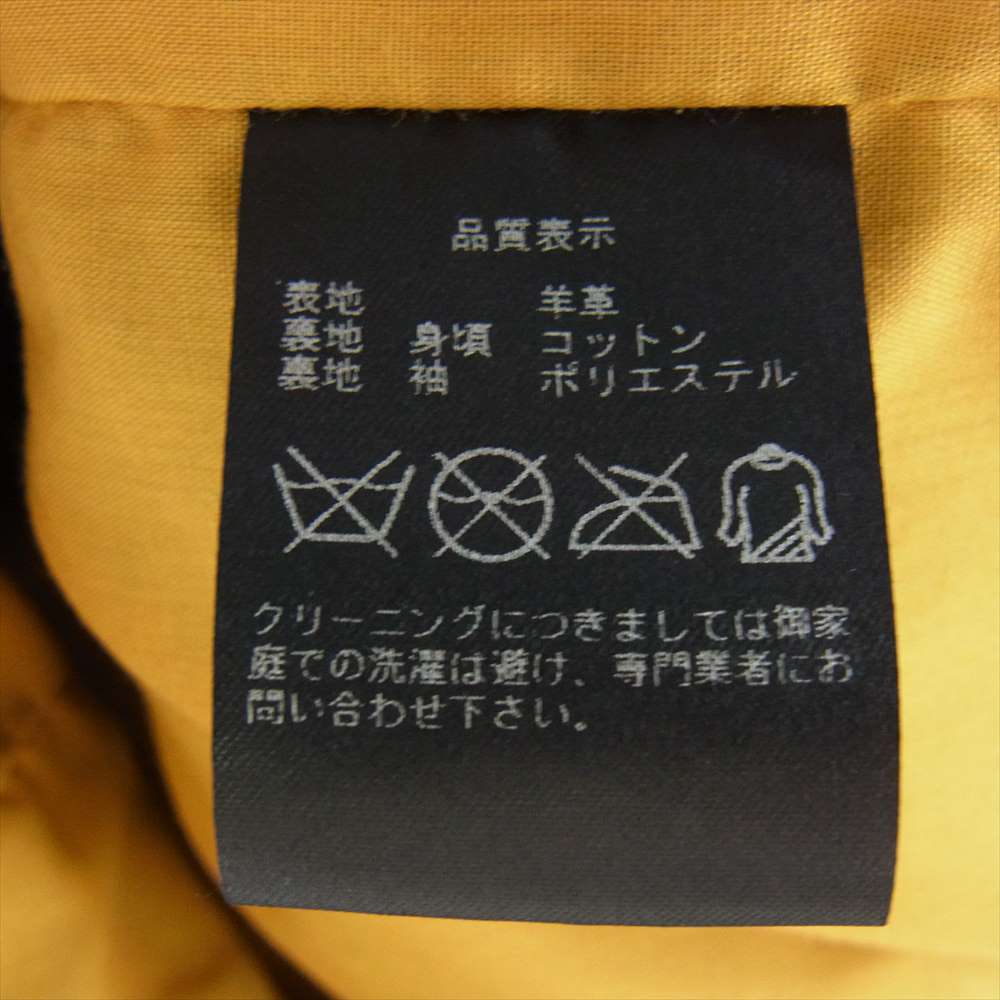 品質表示
表地 羊革
裏地 身頃 コットン
裏地 袖 ポリエステル
クリーニングにつきましては御家
庭での洗濯は避け、専門業者にお
問い合わせ下さい。